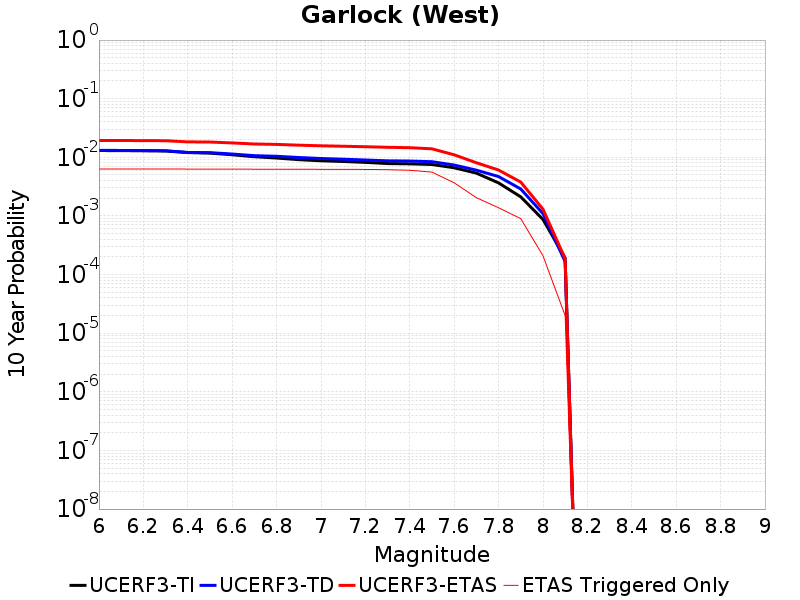 Garlock (West)
10 Year Probability
10^0
10^-1
10^-2
10^-3
10^-4
10^-5
10^-6
10^-7
10^-8
6 6.2 6.4 6.6 6.8 7 7.2 7.4 7.6 7.8 8 8.2 8.4 8.6 8.8 9
Magnitude
UCERF3-TI UCERF3-TD UCERF3-ETAS ETAS Triggered Only